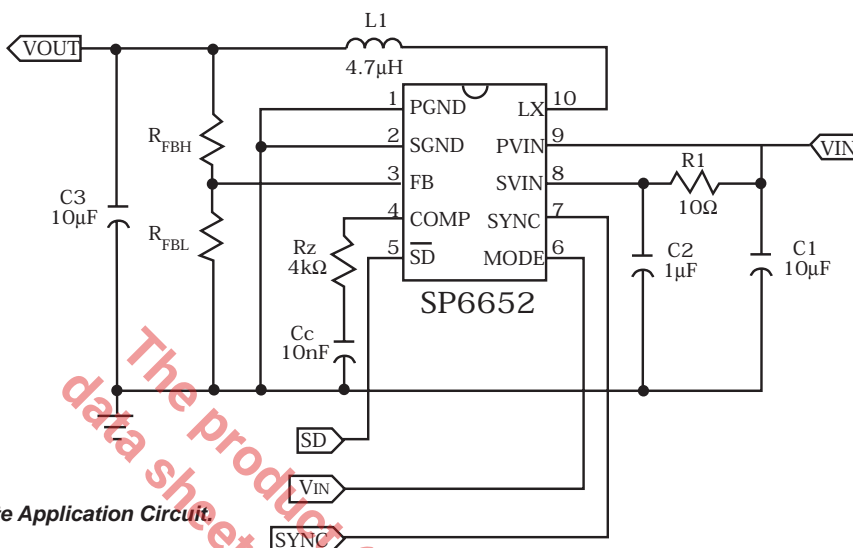 L1
VOUT
4.7µH
1 PGND LX 10
2 SGND PVIN 9
VIN
3 FB SVIN 8
R1
10Ω
4 COMP SYNC 7
5 SD MODE 6
SP6652
RFBH
RFBL
C3
10µF
Rz
4kΩ
Cc
10nF
C2
1µF
C1
10µF
SD
VIN
SYNC
Application Circuit.
The product
data sheet